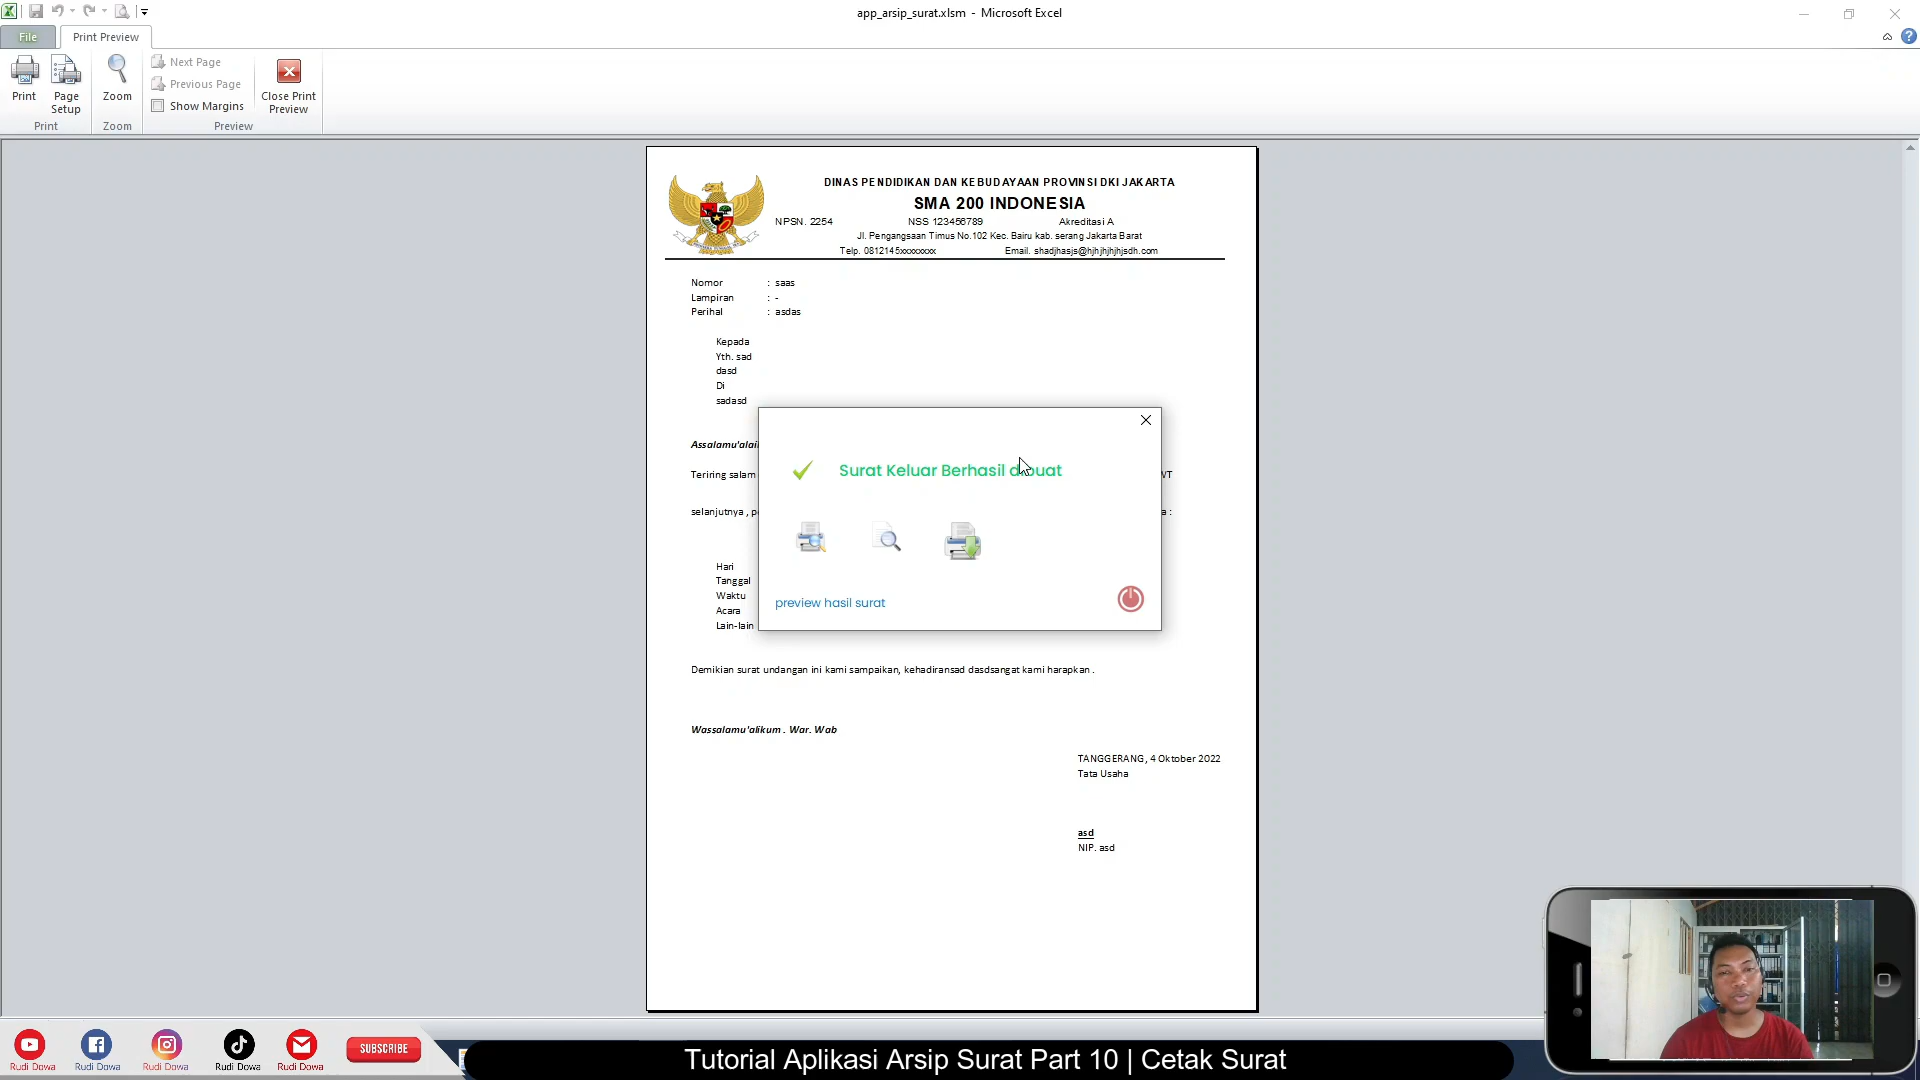 app_arsip_surat.xlsm - Microsoft Excel
File
Print Preview
Print
Page Setup
Zoom
Next Page
Previous Page
Show Margins
Close Print Preview
Print
Zoom
Preview
DINAS PENDIDIKAN DAN KEBUDAYAAN PROVINSI DKI JAKARTA
SMA 200 INDONESIA
NPSN. 2254 NSS 123456789 Akreditasi A
Jl. Pengangsaan Timus No.102 Kec. Bairu kab. serang Jakarta Barat
Telp. 0812145xxxxxxxx Email. shadjhasjs@hjhjhjhjhjsdh.com
Nomor : saas
Lampiran : -
Perihal : asdas
Kepada
Yth. sad
dasd
Di
sadasd
Teriring salam
selanjutnya , a :
Surat Keluar Berhasil dibuat
preview hasil surat
Hari
Tanggal
Waktu
Acara
Lain-lain
Demikian surat undangan ini kami sampaikan, kehadiransad dasdsangat kami harapkan .
Wassalamu'alikum . War. Wab
TANGGERANG, 4 Oktober 2022
Tata Usaha
asd
NIP. asd
Rudi Dowa
Rudi Dowa
Rudi Dowa
Rudi Dowa
Rudi Dowa
SUBSCRIBE
Tutorial Aplikasi Arsip Surat Part 10 | Cetak Surat